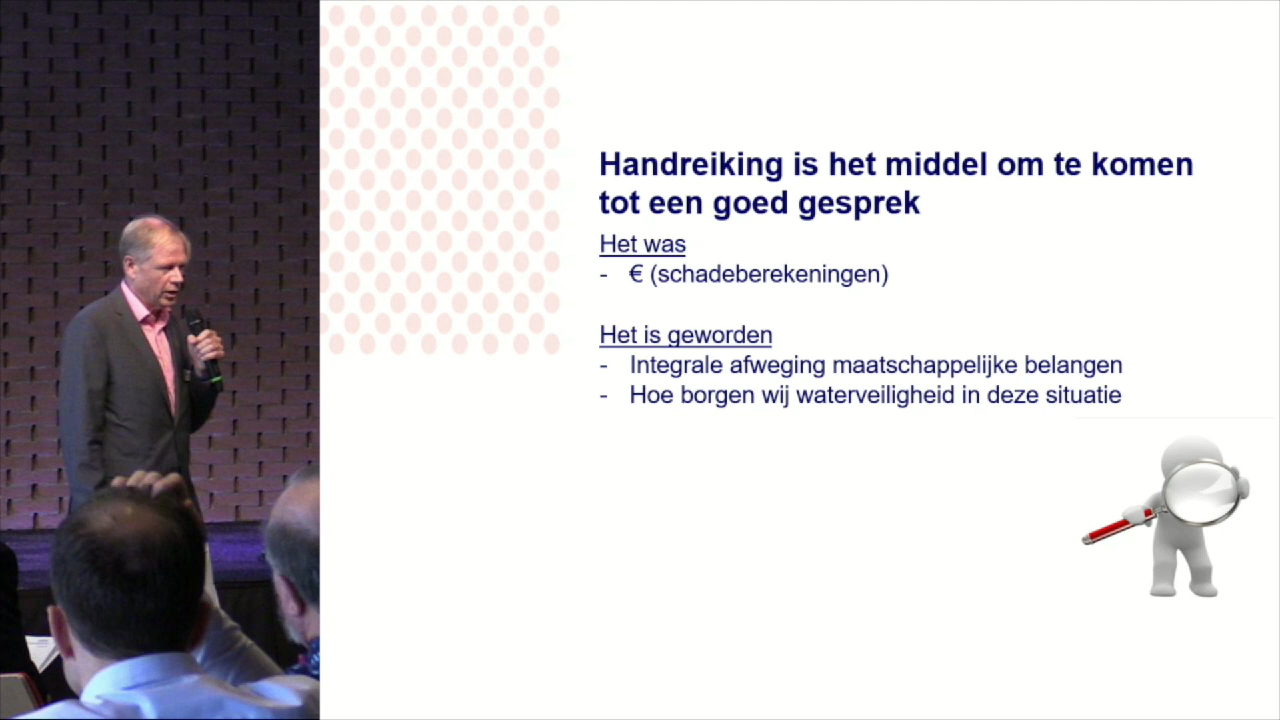 Handreiking is het middel om te komen
tot een goed gesprek
Het was
- € (schadeberekeningen)
Het is geworden
- Integrale afweging maatschappelijke belangen
- Hoe borgen wij waterveiligheid in deze situatie